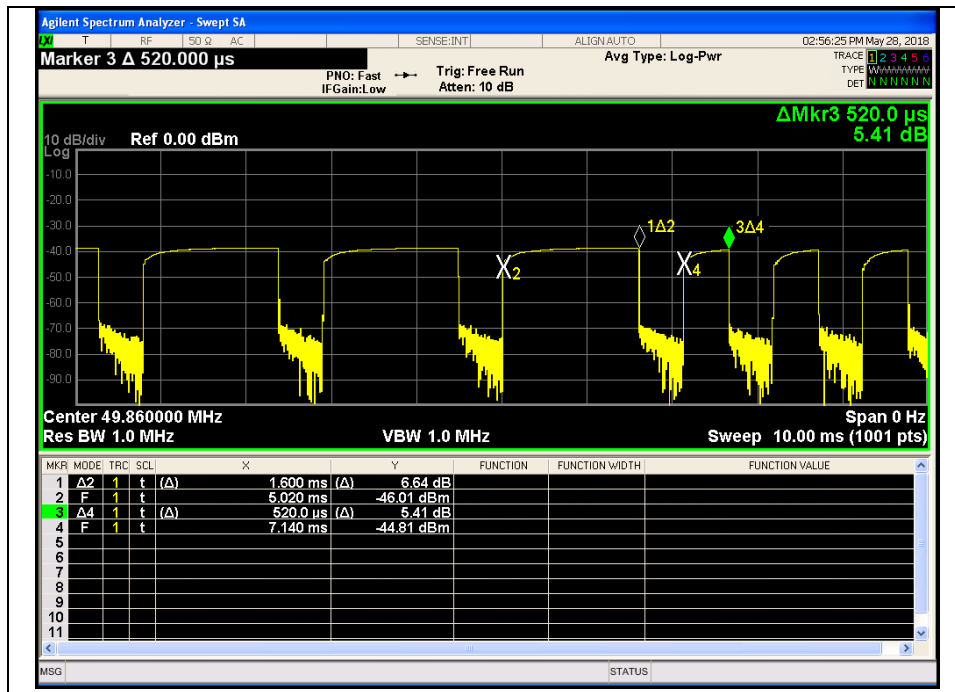 Agilent Spectrum Analyzer - Swept SA
LXI T RF 50 Ω AC SENSE:INT ALIGN AUTO 02:56:25 PM May 28, 2018
Marker 3 Δ 520.000 µs
PNO: Fast
IFGain:Low
Trig: Free Run
Atten: 10 dB
Avg Type: Log-Pwr
TRACE 1 2 3 4 5 6
TYPE W
DET N N N N N N
ΔMkr3 520.0 µs
5.41 dB
10 dB/div Ref 0.00 dBm
Log
-10.0
-20.0
-30.0
-40.0
-50.0
-60.0
-70.0
-80.0
-90.0
1Δ2
3Δ4
2
4
Center 49.860000 MHz Span 0 Hz
Res BW 1.0 MHz VBW 1.0 MHz Sweep 10.00 ms (1001 pts)
MKR MODE TRC SCL X Y FUNCTION FUNCTION WIDTH FUNCTION VALUE
1 Δ2 1 t (Δ) 1.600 ms (Δ) 6.64 dB
2 F 1 t 5.020 ms -46.01 dBm
3 Δ4 1 t (Δ) 520.0 µs (Δ) 5.41 dB
4 F 1 t 7.140 ms -44.81 dBm
5
6
7
8
9
10
11
MSG STATUS